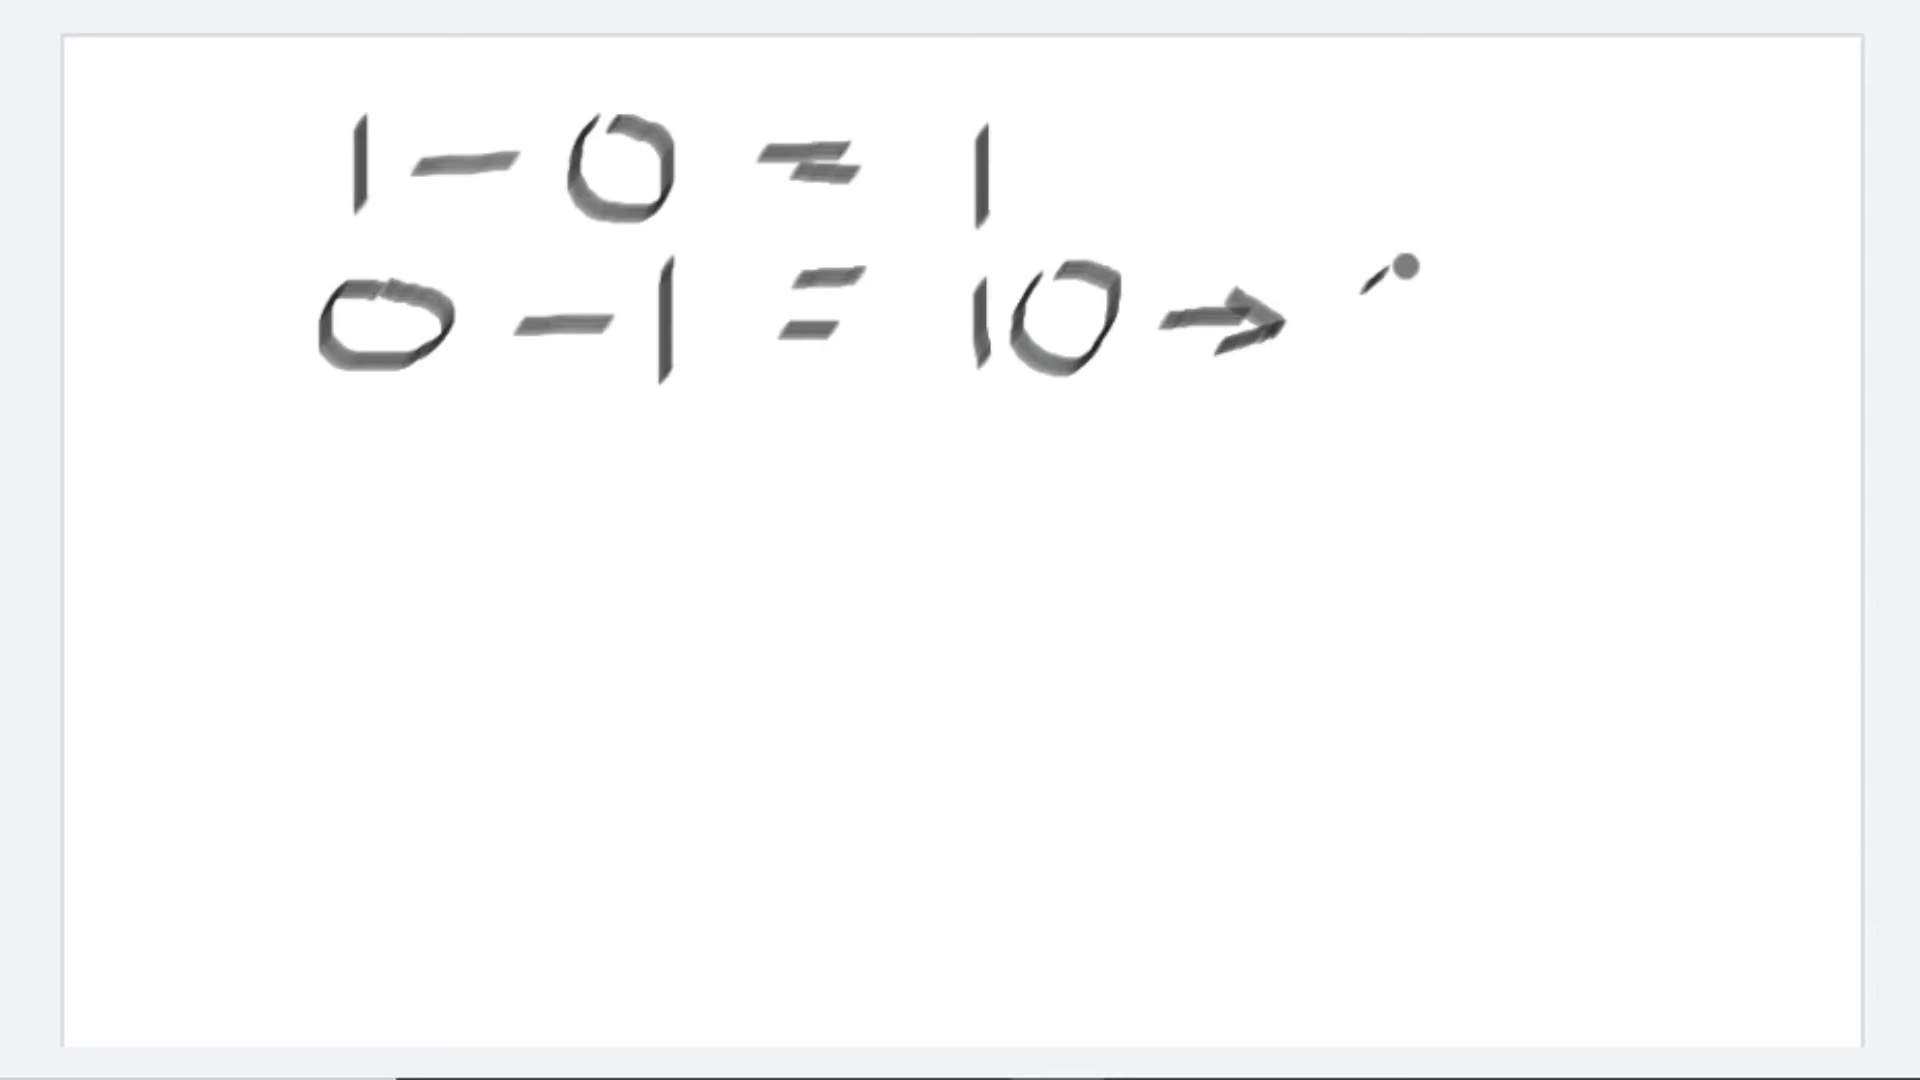 1 - 0 = 1
0 - 1 = 10 →